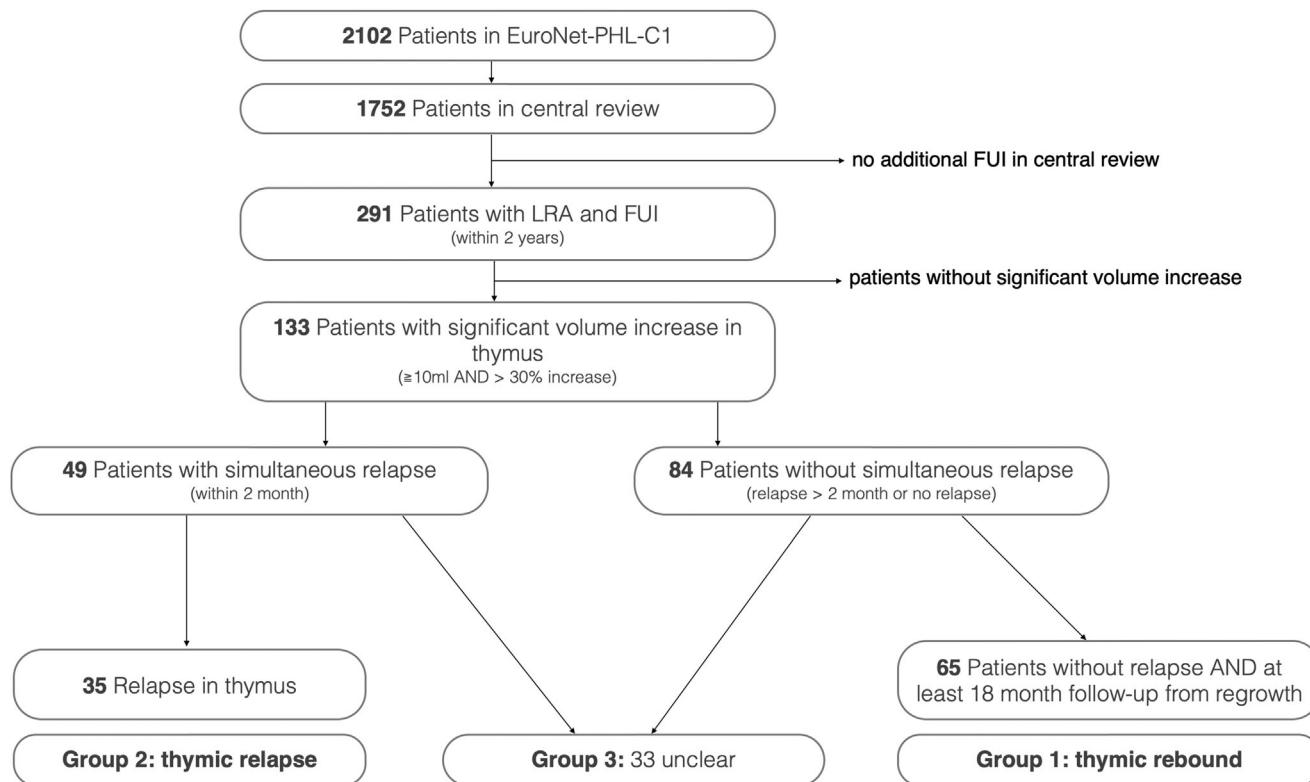 2102 Patients in EuroNet-PHL-C1
1752 Patients in central review
no additional FUI in central review
291 Patients with LRA and FUI
(within 2 years)
patients without significant volume increase
133 Patients with significant volume increase in
thymus
(≧10ml AND > 30% increase)
49 Patients with simultaneous relapse
(within 2 month)
84 Patients without simultaneous relapse
(relapse > 2 month or no relapse)
35 Relapse in thymus
65 Patients without relapse AND at
least 18 month follow-up from regrowth
Group 2: thymic relapse
Group 3: 33 unclear
Group 1: thymic rebound